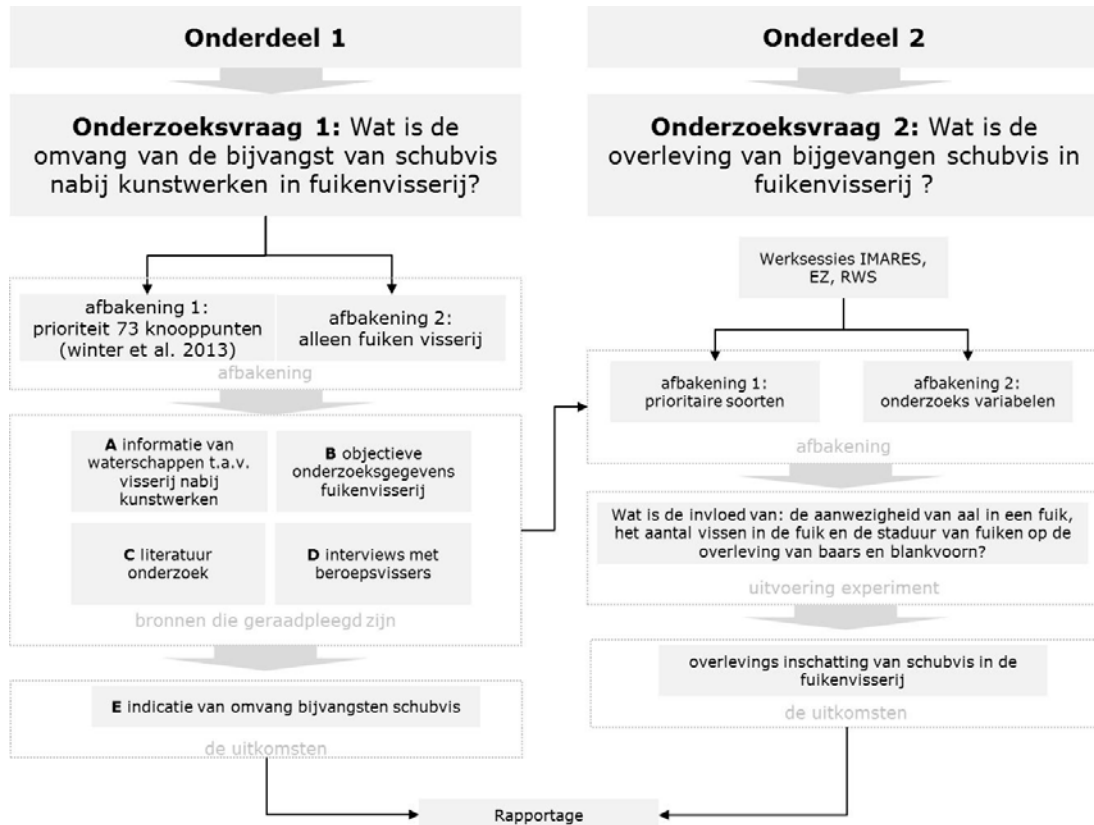 Onderdeel 1
Onderzoeksvraag 1: Wat is de
omvang van de bijvangst van schubvis
nabij kunstwerken in fuikenvisserij?
afbakening 1:
prioriteit 73 knooppunten
(winter et al. 2013)
afbakening 2:
alleen fuiken visserij
afbakening
A informatie van
waterschappen t.a.v.
visserij nabij
kunstwerken
B objectieve
onderzoeksgegevens
fuikenvisserij
C literatuur
onderzoek
D interviews met
beroepsvissers
bronnen die geraadpleegd zijn
E indicatie van omvang bijvangsten schubvis
de uitkomsten
Onderdeel 2
Onderzoeksvraag 2: Wat is de
overleving van bijgevangen schubvis in
fuikenvisserij ?
Werksessies IMARES,
EZ, RWS
afbakening 1:
prioritaire soorten
afbakening 2:
onderzoeks variabelen
afbakening
Wat is de invloed van: de aanwezigheid van aal in een fuik,
het aantal vissen in de fuik en de staduur van fuiken op de
overleving van baars en blankvoorn?
uitvoering experiment
overlevings inschatting van schubvis in de
fuikenvisserij
de uitkomsten
Rapportage